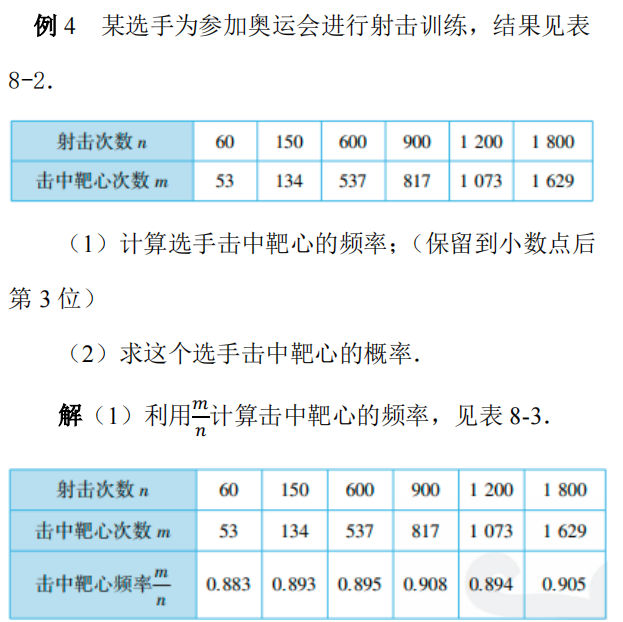 例 4 某选手为参加奥运会进行射击训练，结果见表
8-2．
射击次数 n 60 150 600 900 1 200 1 800
击中靶心次数 m 53 134 537 817 1 073 1 629
（1）计算选手击中靶心的频率；（保留到小数点后
第 3 位）
（2）求这个选手击中靶心的概率．
解（1）利用m/n计算击中靶心的频率，见表 8-3．
射击次数 n 60 150 600 900 1 200 1 800
击中靶心次数 m 53 134 537 817 1 073 1 629
击中靶心频率m/n 0.883 0.893 0.895 0.908 0.894 0.905